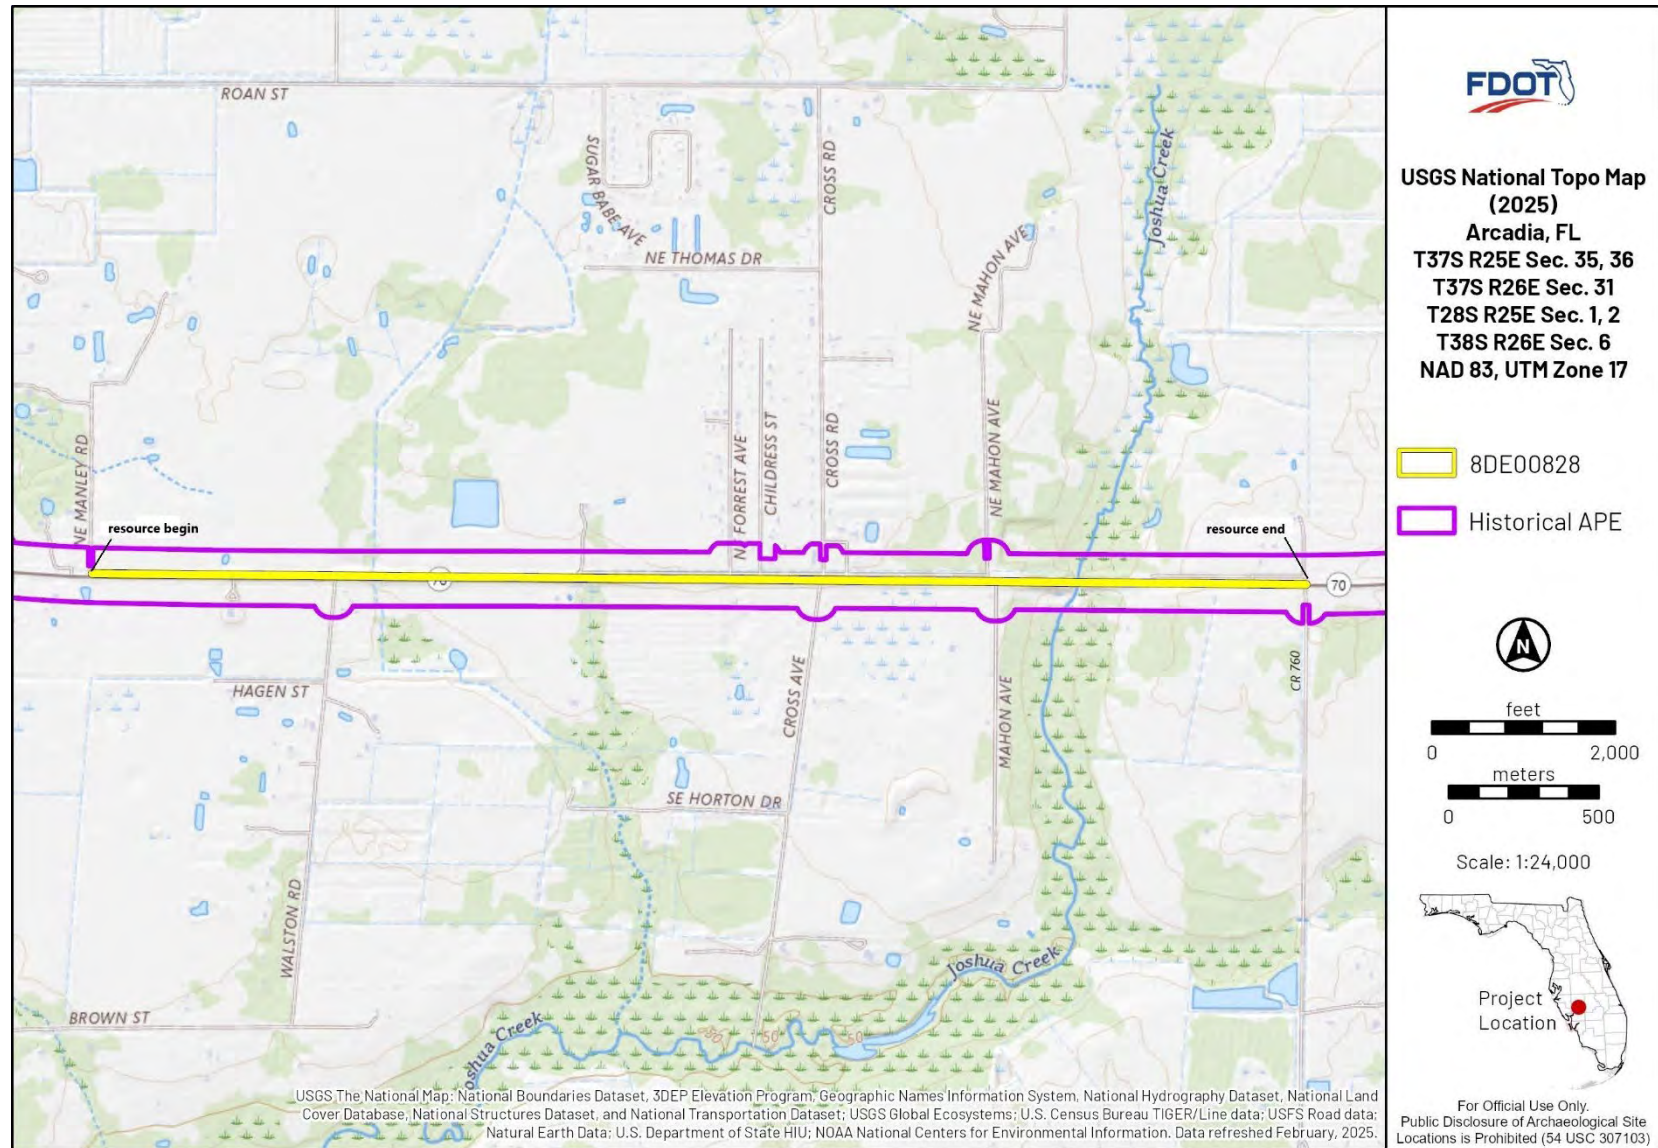 ROAN ST
SUGAR BABE AVE
CROSS RD
Joshua Creek
NE THOMAS DR
NE MAHON AVE
NE MANLEY RD
NE FORREST AVE
CHILDRESS ST
CROSS RD
NE MAHON AVE
resource begin
resource end
70
70
HAGEN ST
CROSS AVE
MAHON AVE
CR 760
SE HORTON DR
WALSTON RD
Joshua Creek
BROWN ST
Joshua Creek
50
50
50
USGS The National Map: National Boundaries Dataset, 3DEP Elevation Program, Geographic Names Information System, National Hydrography Dataset, National Land
Cover Database, National Structures Dataset, and National Transportation Dataset; USGS Global Ecosystems; U.S. Census Bureau TIGER/Line data; USFS Road data;
Natural Earth Data; U.S. Department of State HIU; NOAA National Centers for Environmental Information. Data refreshed February, 2025.
FDOT
USGS National Topo Map
(2025)
Arcadia, FL
T37S R25E Sec. 35, 36
T37S R26E Sec. 31
T28S R25E Sec. 1, 2
T38S R26E Sec. 6
NAD 83, UTM Zone 17
8DE00828
Historical APE
N
feet
0 2,000
meters
0 500
Scale: 1:24,000
Project
Location
For Official Use Only.
Public Disclosure of Archaeological Site
Locations is Prohibited (54 USC 307103)